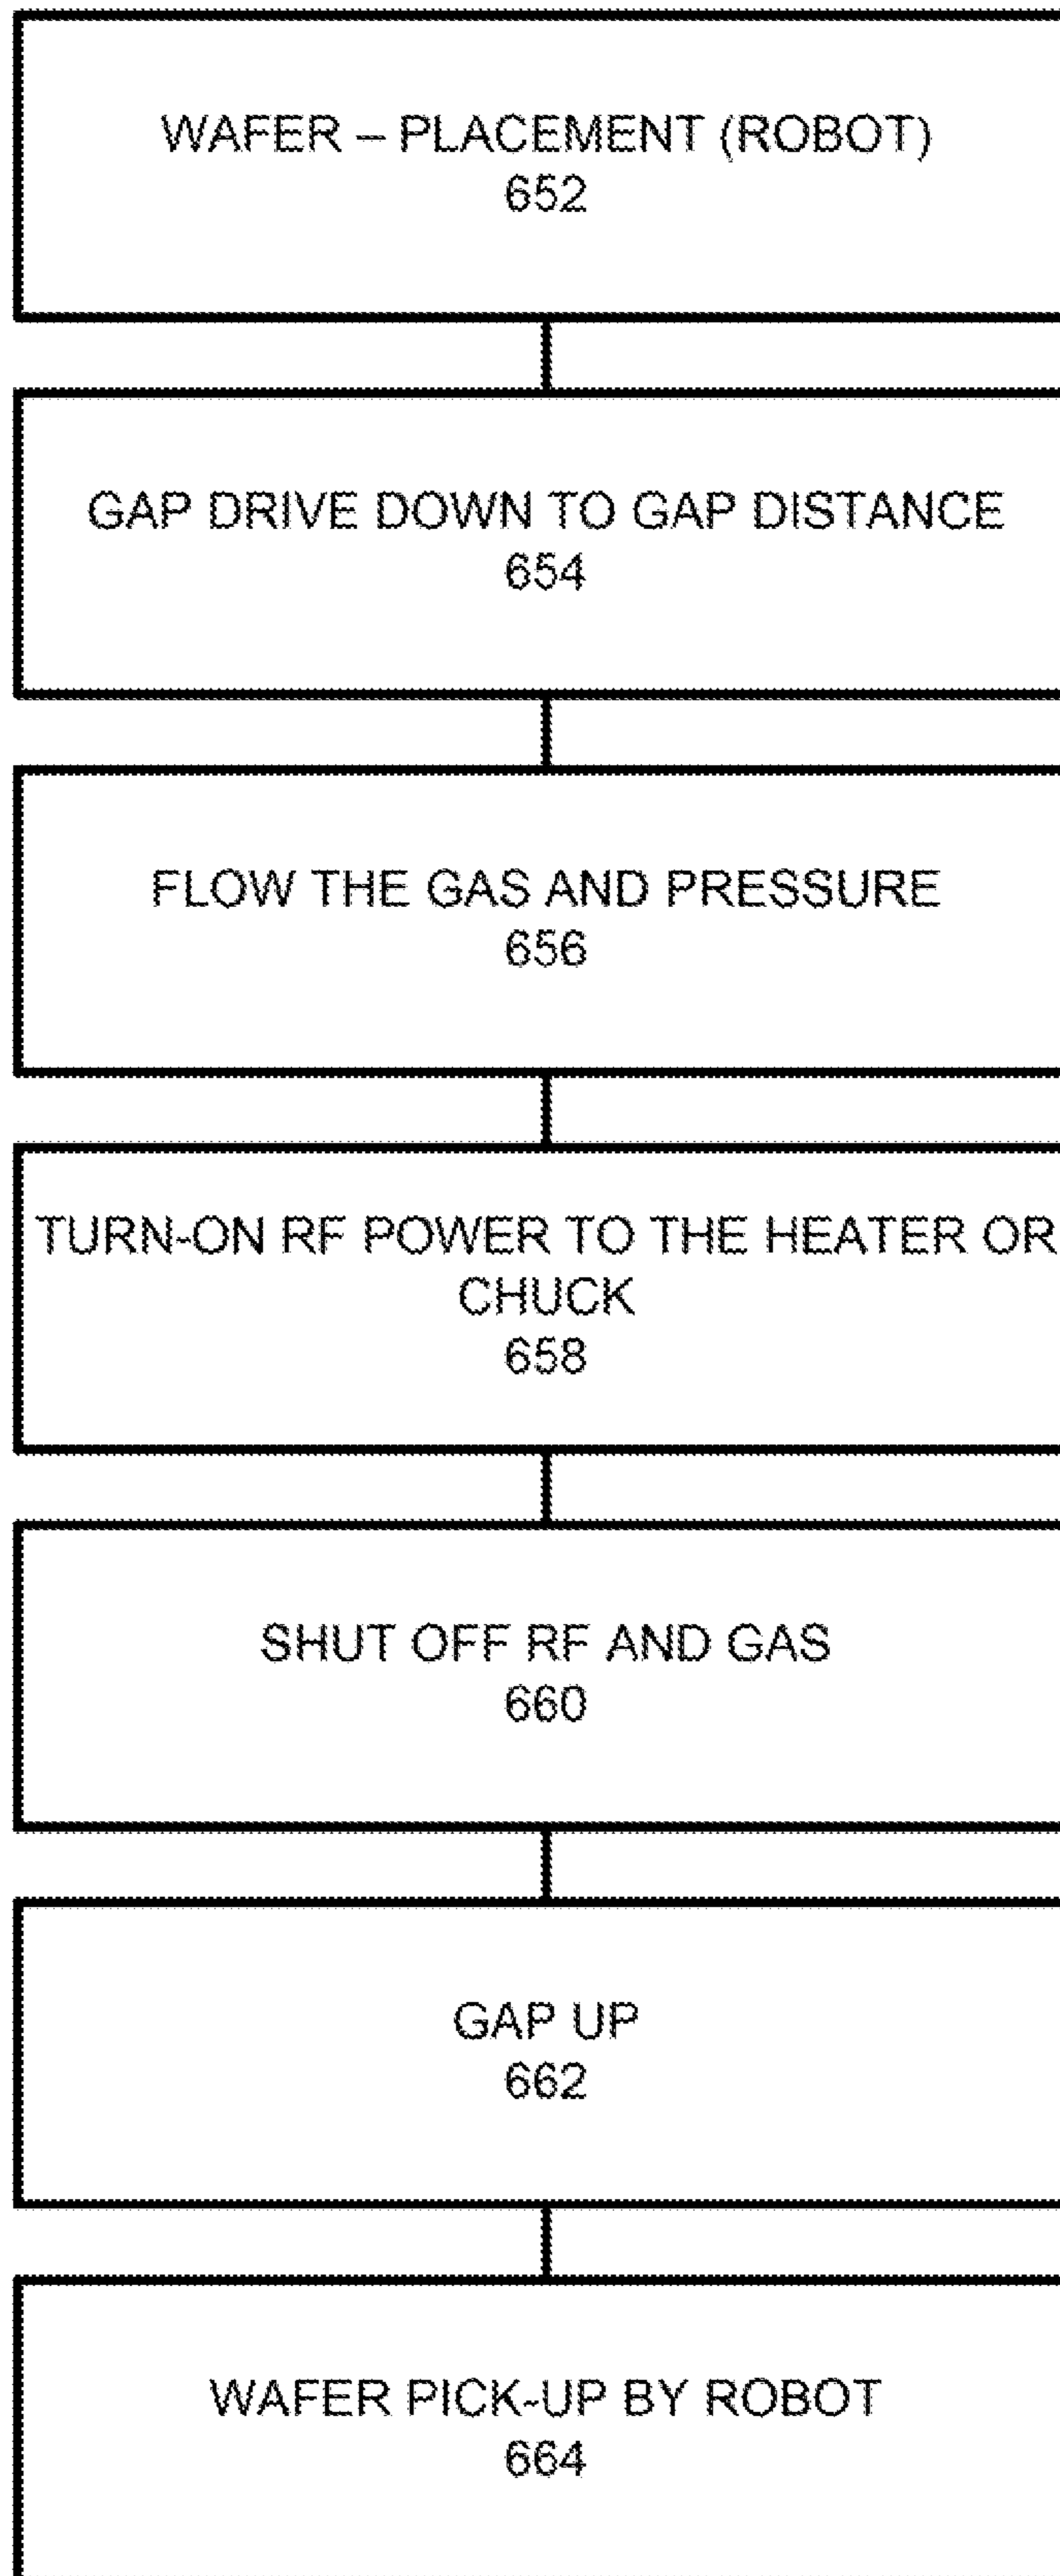 WAFER – PLACEMENT (ROBOT)
652
GAP DRIVE DOWN TO GAP DISTANCE
654
FLOW THE GAS AND PRESSURE
656
TURN-ON RF POWER TO THE HEATER OR
CHUCK
658
SHUT OFF RF AND GAS
660
GAP UP
662
WAFER PICK-UP BY ROBOT
664